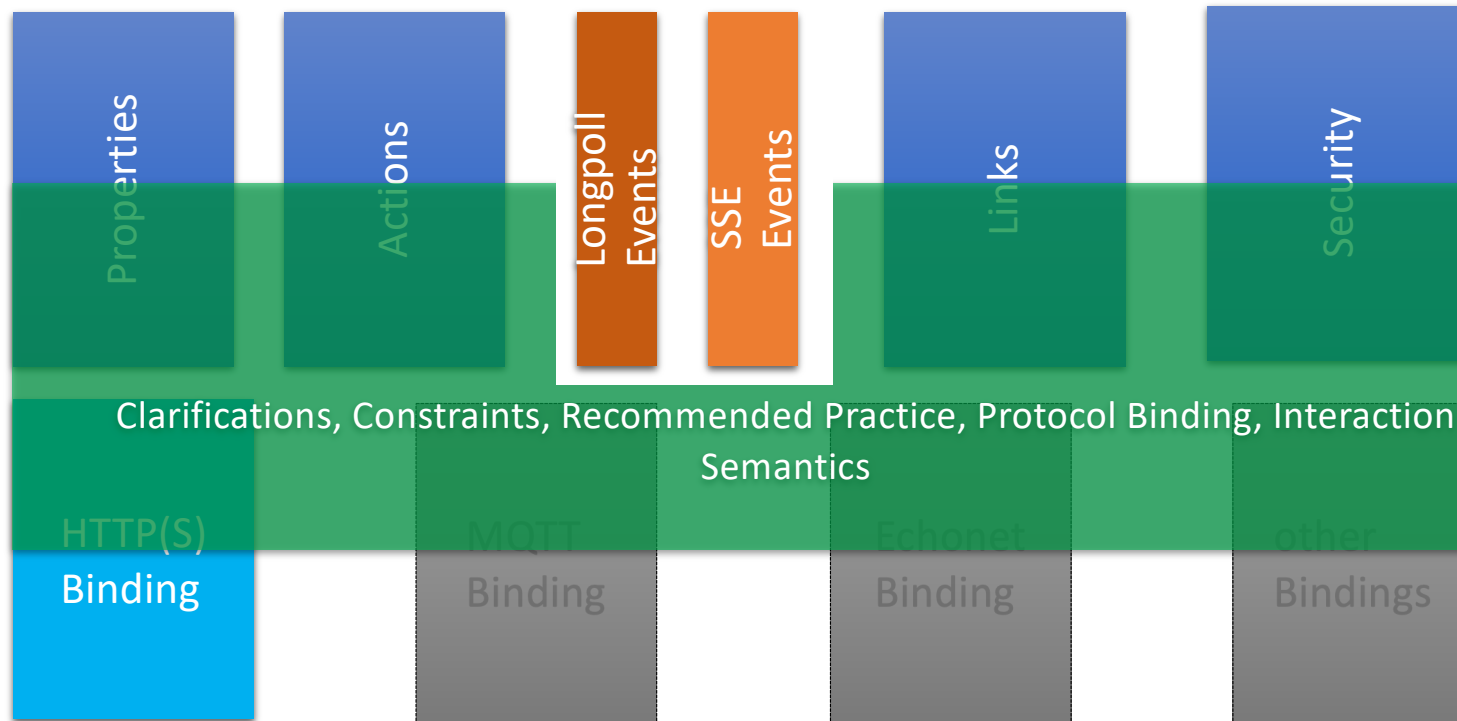 Properties
Actions
Longpoll
Events
SSE
Events
Links
Security
Clarifications, Constraints, Recommended Practice, Protocol Binding, Interaction
Semantics
HTTP(S)
Binding
MQTT
Binding
Echonet
Binding
other
Bindings